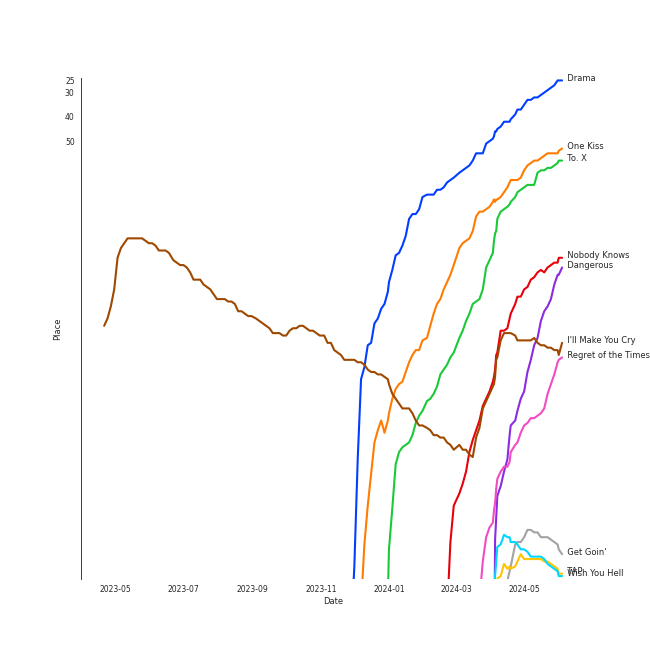 25
30
40
50
Place
Drama
One Kiss
To. X
Nobody Knows
Dangerous
I'll Make You Cry
Regret of the Times
Get Goin'
TAP
Wish You Hell
2023-05
2023-07
2023-09
2023-11
2024-01
2024-03
2024-05
Date